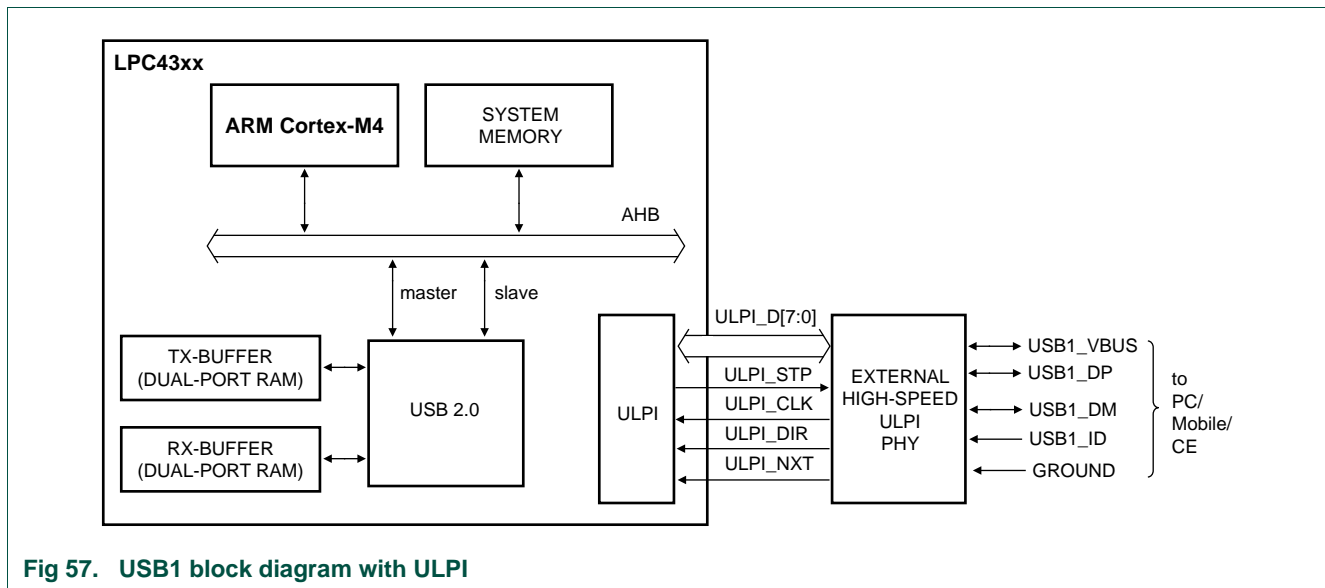 LPC43xx
ARM Cortex-M4
SYSTEM
MEMORY
AHB
master
slave
TX-BUFFER
(DUAL-PORT RAM)
RX-BUFFER
(DUAL-PORT RAM)
USB 2.0
ULPI
ULPI_D[7:0]
ULPI_STP
ULPI_CLK
ULPI_DIR
ULPI_NXT
EXTERNAL
HIGH-SPEED
ULPI
PHY
USB1_VBUS
USB1_DP
USB1_DM
USB1_ID
GROUND
to
PC/
Mobile/
CE
Fig 57. USB1 block diagram with ULPI